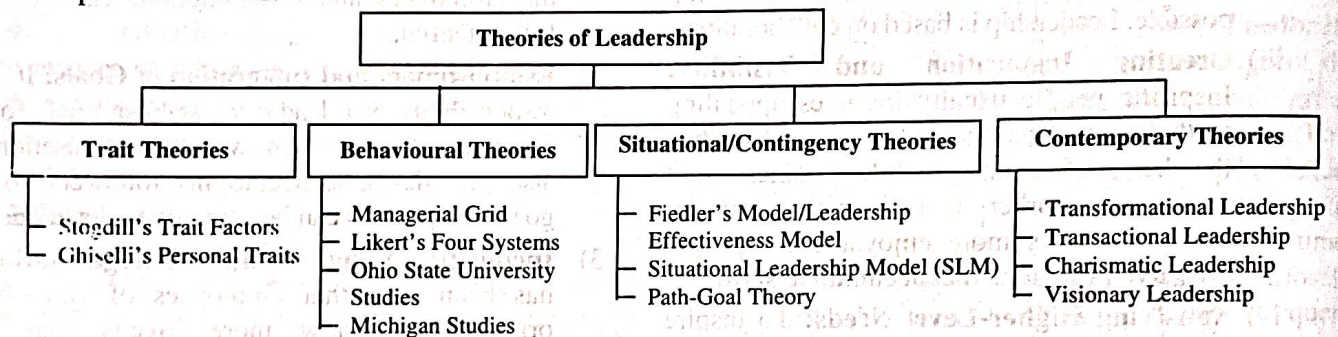 Theories of Leadership
Trait Theories
Stogdill's Trait Factors
Ghiselli's Personal Traits
Behavioural Theories
Managerial Grid
Likert's Four Systems
Ohio State University
Studies
Michigan Studies
Situational/Contingency Theories
Fiedler's Model/Leadership
Effectiveness Model
Situational Leadership Model (SLM)
Path-Goal Theory
Contemporary Theories
Transformational Leadership
Transactional Leadership
Charismatic Leadership
Visionary Leadership